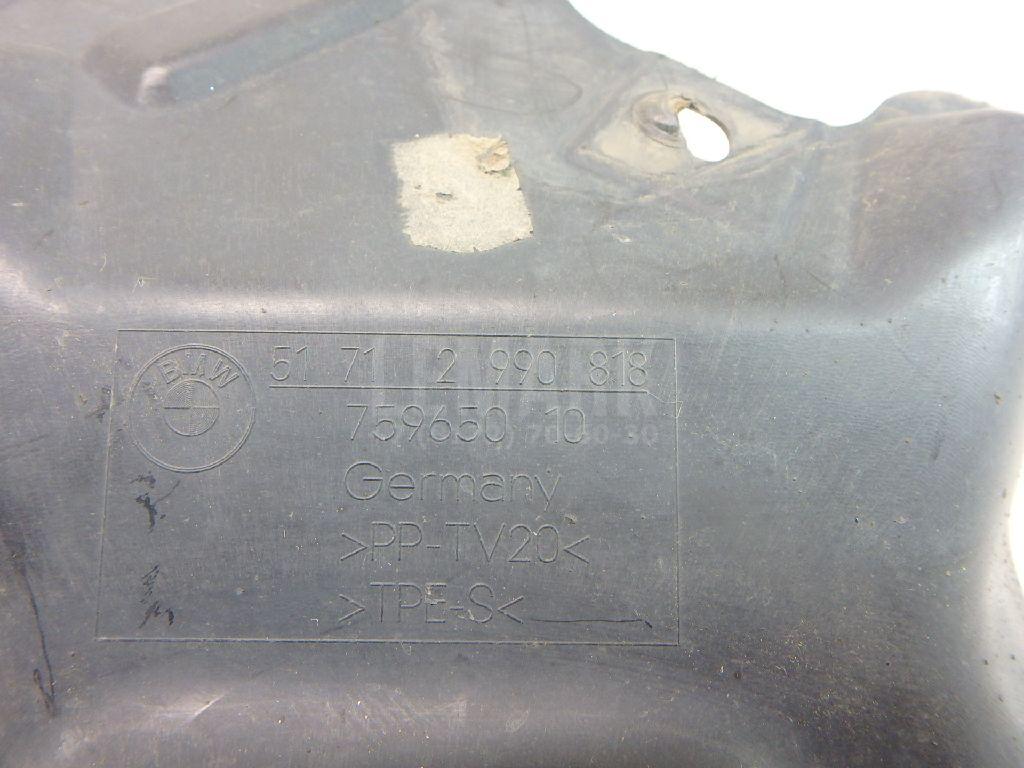 BMW
51 71 2 990 818
759650 10
Germany
>PP-TV20<
>TPE-S<